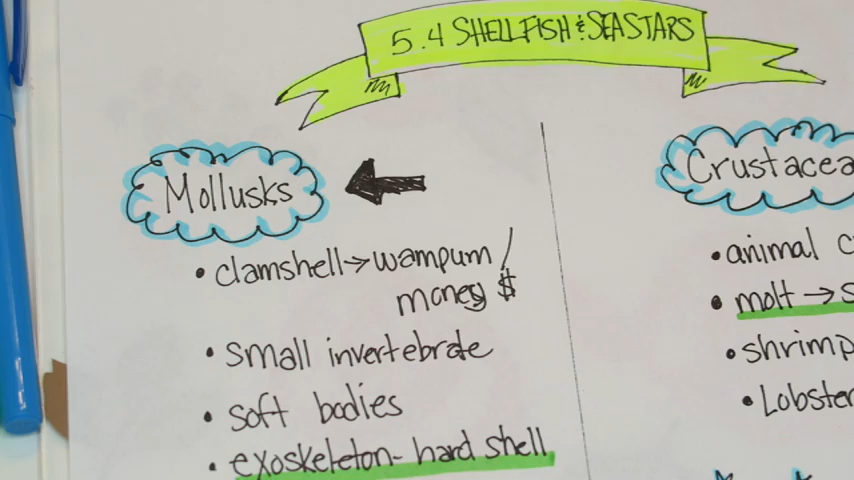 5.4 SHELLFISH & SEASTARS
Mollusks
• clamshell → wampum /
money $
• small invertebrate
• soft bodies
• exoskeleton - hard shell
Crustacea
• animal c
• molt → s
• shrimp
• Lobster